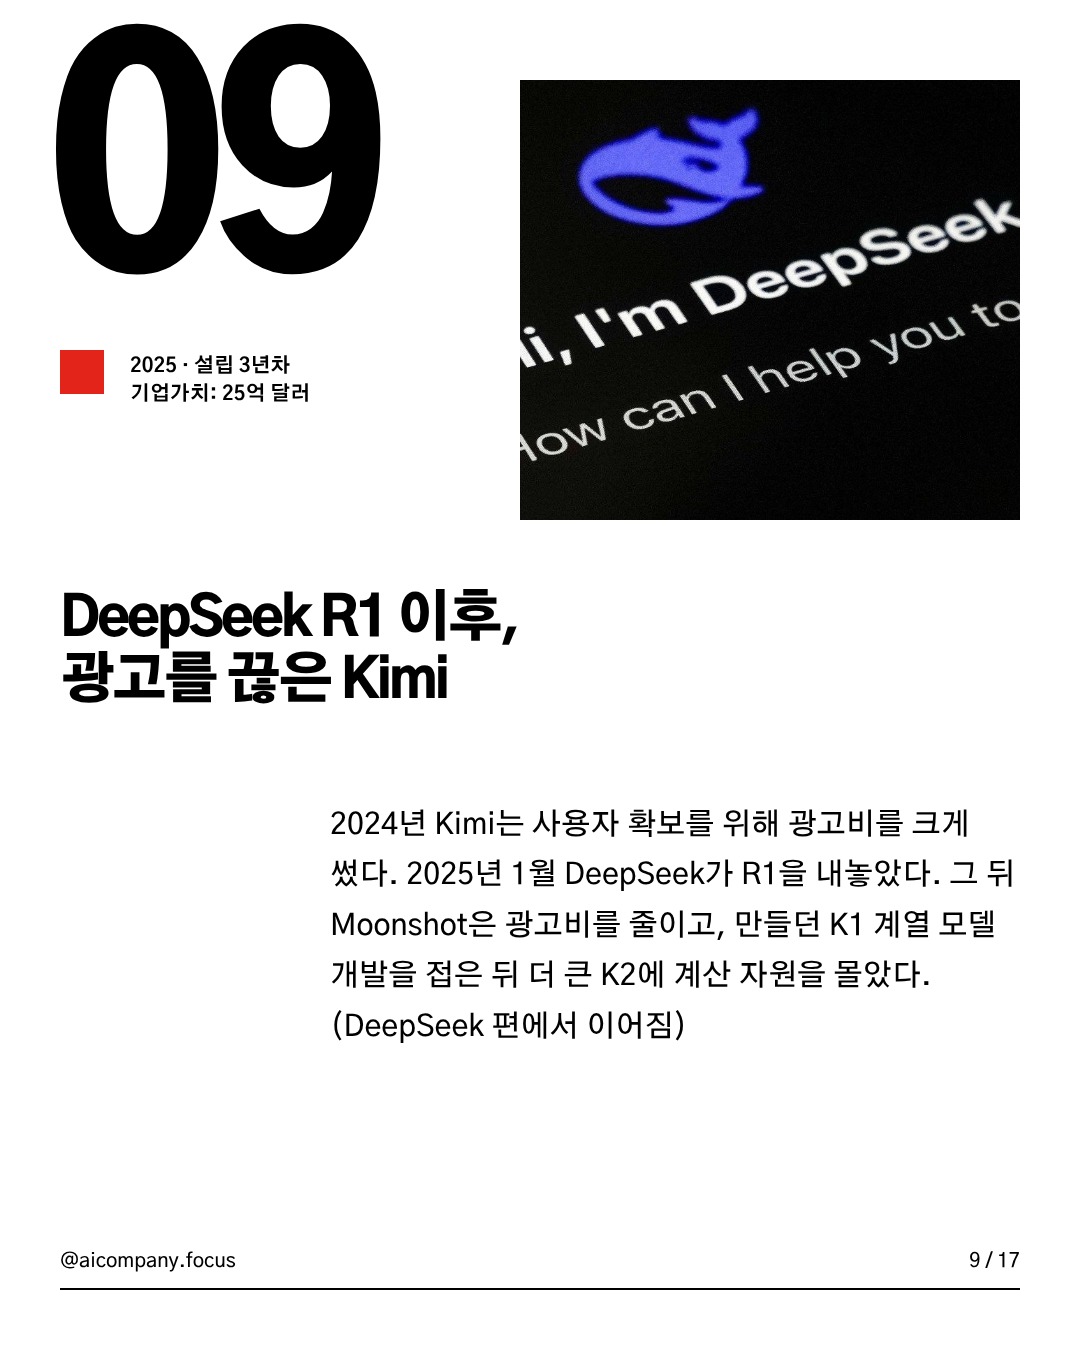 09
2025 · 설립 3년차
기업가치: 25억 달러
i, I'm DeepSeek
How can I help you to
DeepSeek R1 이후,
광고를 끊은 Kimi
2024년 Kimi는 사용자 확보를 위해 광고비를 크게
썼다. 2025년 1월 DeepSeek가 R1을 내놓았다. 그 뒤
Moonshot은 광고비를 줄이고, 만들던 K1 계열 모델
개발을 접은 뒤 더 큰 K2에 계산 자원을 몰았다.
(DeepSeek 편에서 이어짐)
@aicompany.focus
9 / 17